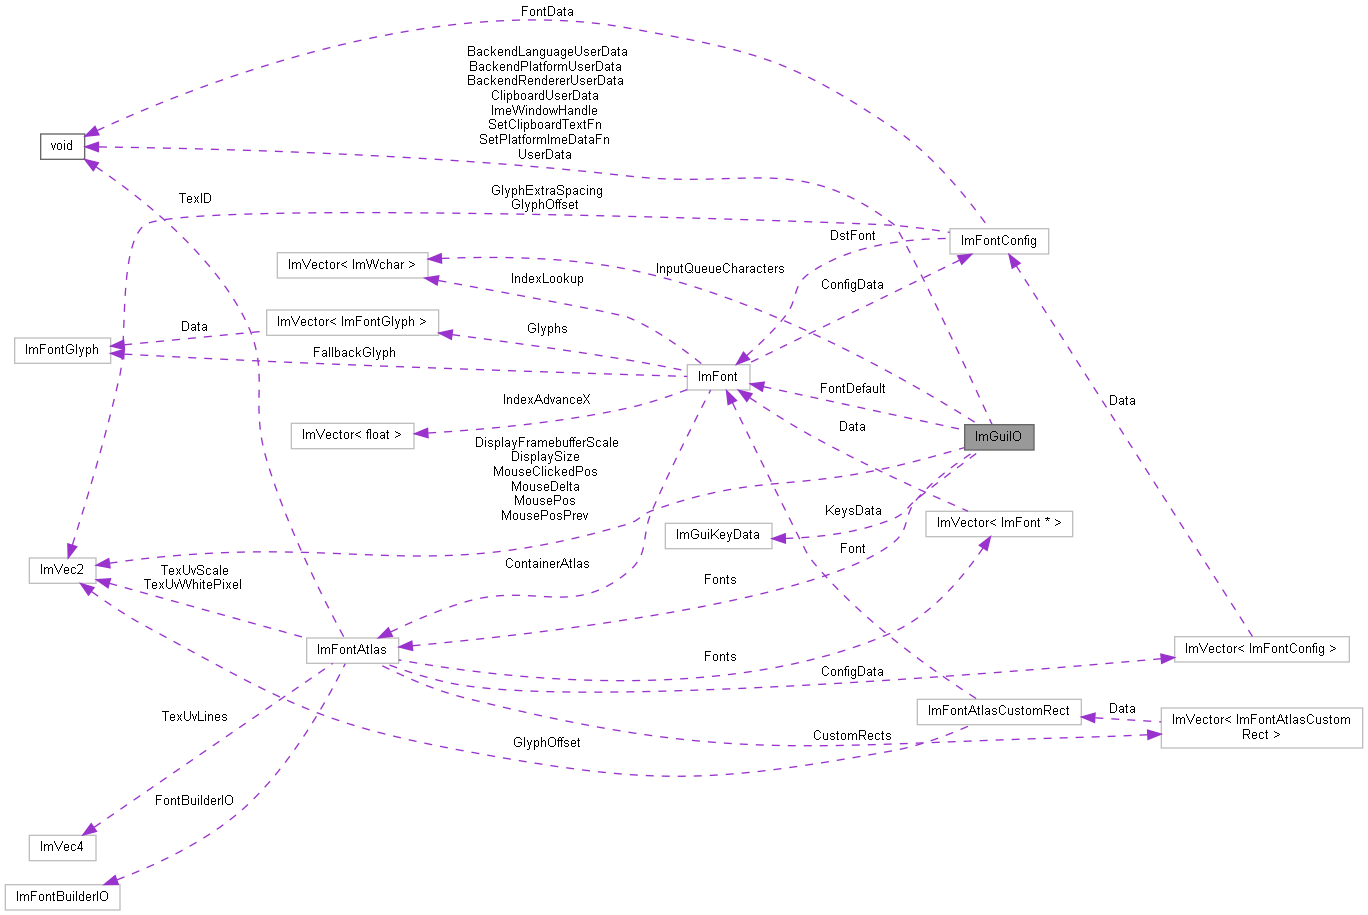 FontData
BackendLanguageUserData
BackendPlatformUserData
BackendRendererUserData
ClipboardUserData
ImeWindowHandle
SetClipboardTextFn
SetPlatformImeDataFn
UserData
void
TexID
GlyphExtraSpacing
GlyphOffset
DstFont
ImFontConfig
ImVector< ImWchar >
InputQueueCharacters
IndexLookup
ConfigData
ImVector< ImFontGlyph >
Data
Glyphs
ImFontGlyph
FallbackGlyph
ImFont
FontDefault
IndexAdvanceX
Data
ImVector< float >
Data
ImGuiIO
DisplayFramebufferScale
DisplaySize
MouseClickedPos
MouseDelta
MousePos
MousePosPrev
KeysData
ImVector< ImFont * >
ImGuiKeyData
Font
ImVec2
ContainerAtlas
TexUvScale
TexUvWhitePixel
Fonts
ImFontAtlas
Fonts
ImVector< ImFontConfig >
ConfigData
ImFontAtlasCustomRect
Data
ImVector< ImFontAtlasCustom
Rect >
TexUvLines
CustomRects
GlyphOffset
FontBuilderIO
ImVec4
ImFontBuilderIO